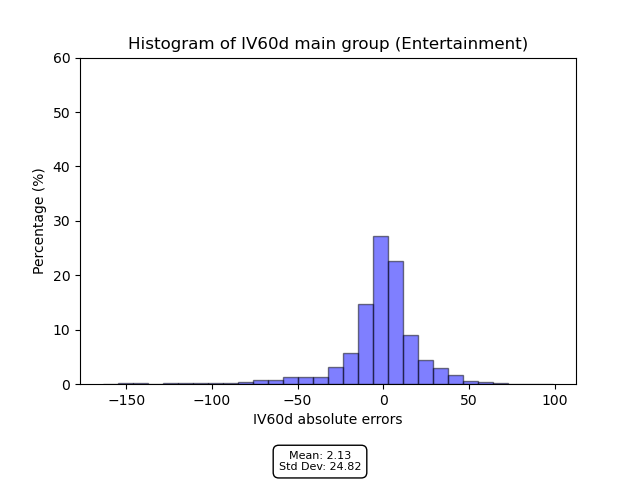 Histogram of IV60d main group (Entertainment)
60
50
40
30
20
10
0
Percentage (%)
−150
−100
−50
0
50
100
IV60d absolute errors
Mean: 2.13
Std Dev: 24.82